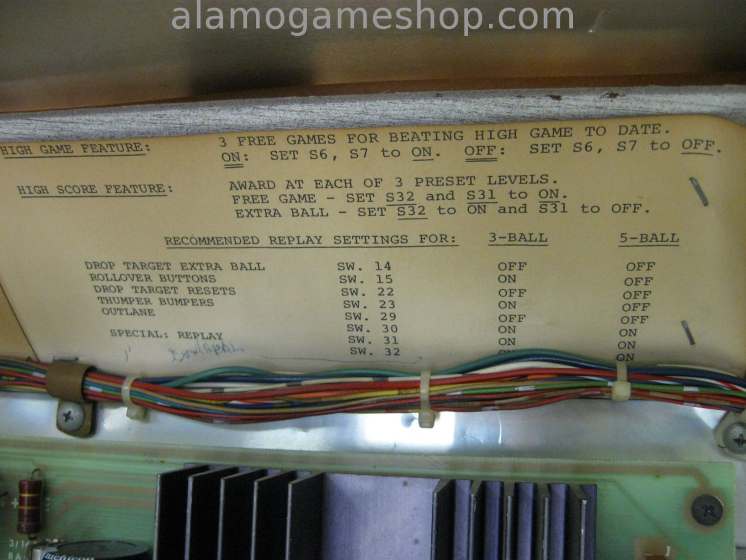 alamogameshop.com
HIGH GAME FEATURE: 3 FREE GAMES FOR BEATING HIGH GAME TO DATE.
ON: SET S6, S7 to ON. OFF: SET S6, S7 to OFF.
HIGH SCORE FEATURE: AWARD AT EACH OF 3 PRESET LEVELS.
FREE GAME - SET S32 and S31 to ON.
EXTRA BALL - SET S32 to ON and S31 to OFF.
RECOMMENDED REPLAY SETTINGS FOR: 3-BALL 5-BALL
DROP TARGET EXTRA BALL SW. 14 OFF OFF
ROLLOVER BUTTONS SW. 15 ON OFF
DROP TARGET RESETS SW. 22 OFF OFF
THUMPER BUMPERS SW. 23 ON OFF
OUTLANE SW. 29 OFF OFF
SW. 30 ON ON
SPECIAL: REPLAY SW. 31 ON ON
SW. 32 ON ON